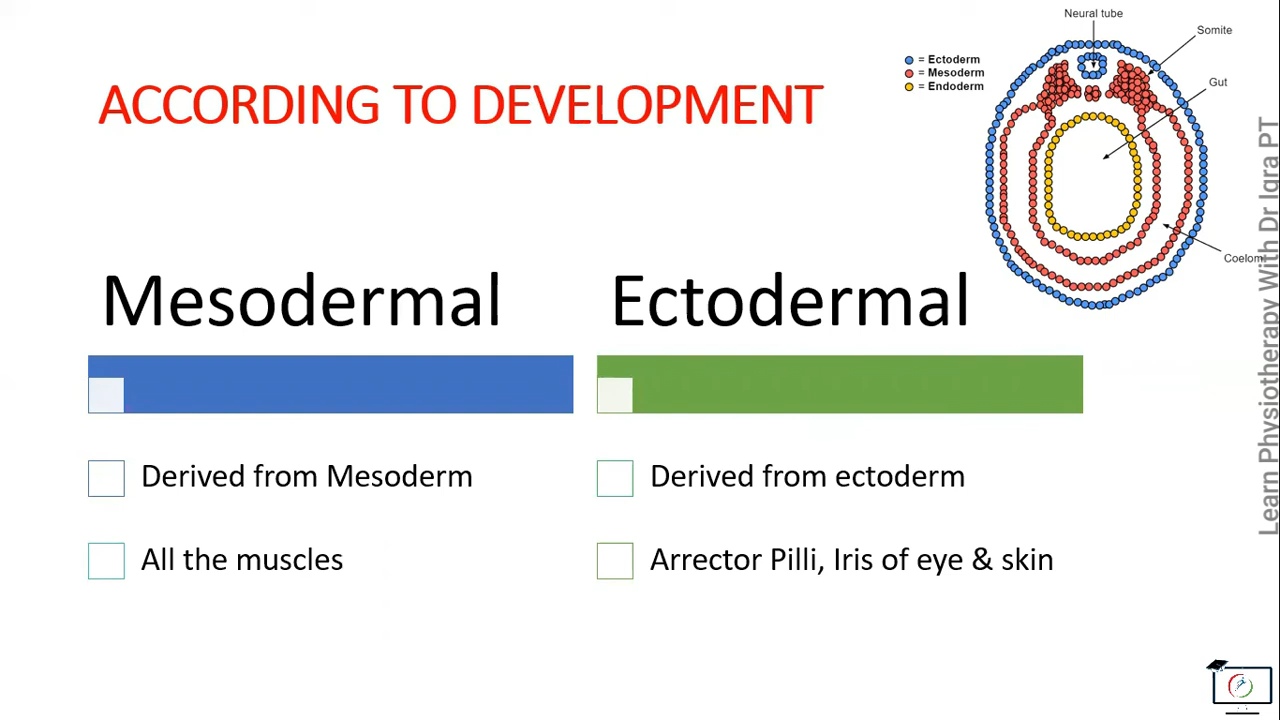 Neural tube
Somite
= Ectoderm
= Mesoderm
= Endoderm
Gut
ACCORDING TO DEVELOPMENT
Coelom
Mesodermal
Ectodermal
Derived from Mesoderm
Derived from ectoderm
All the muscles
Arrector Pilli, Iris of eye & skin
Learn Physiotherapy With Dr Iqra PT